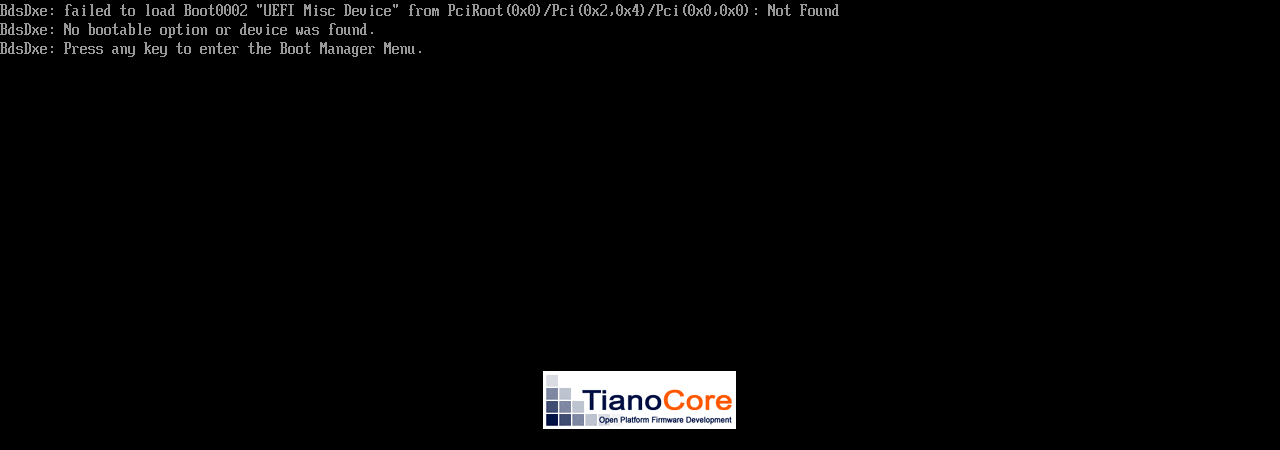 BdsDxe: failed to load Boot0002 "UEFI Misc Device" from PciRoot(0x0)/Pci(0x2,0x4)/Pci(0x0,0x0): Not Found
BdsDxe: No bootable option or device was found.
BdsDxe: Press any key to enter the Boot Manager Menu.
TianoCore
Open Platform Firmware Development